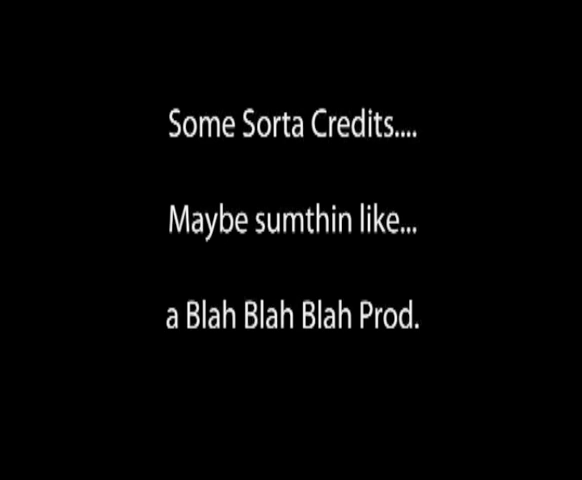 Some Sorta Credits....
Maybe sumthin like...
a Blah Blah Blah Prod.